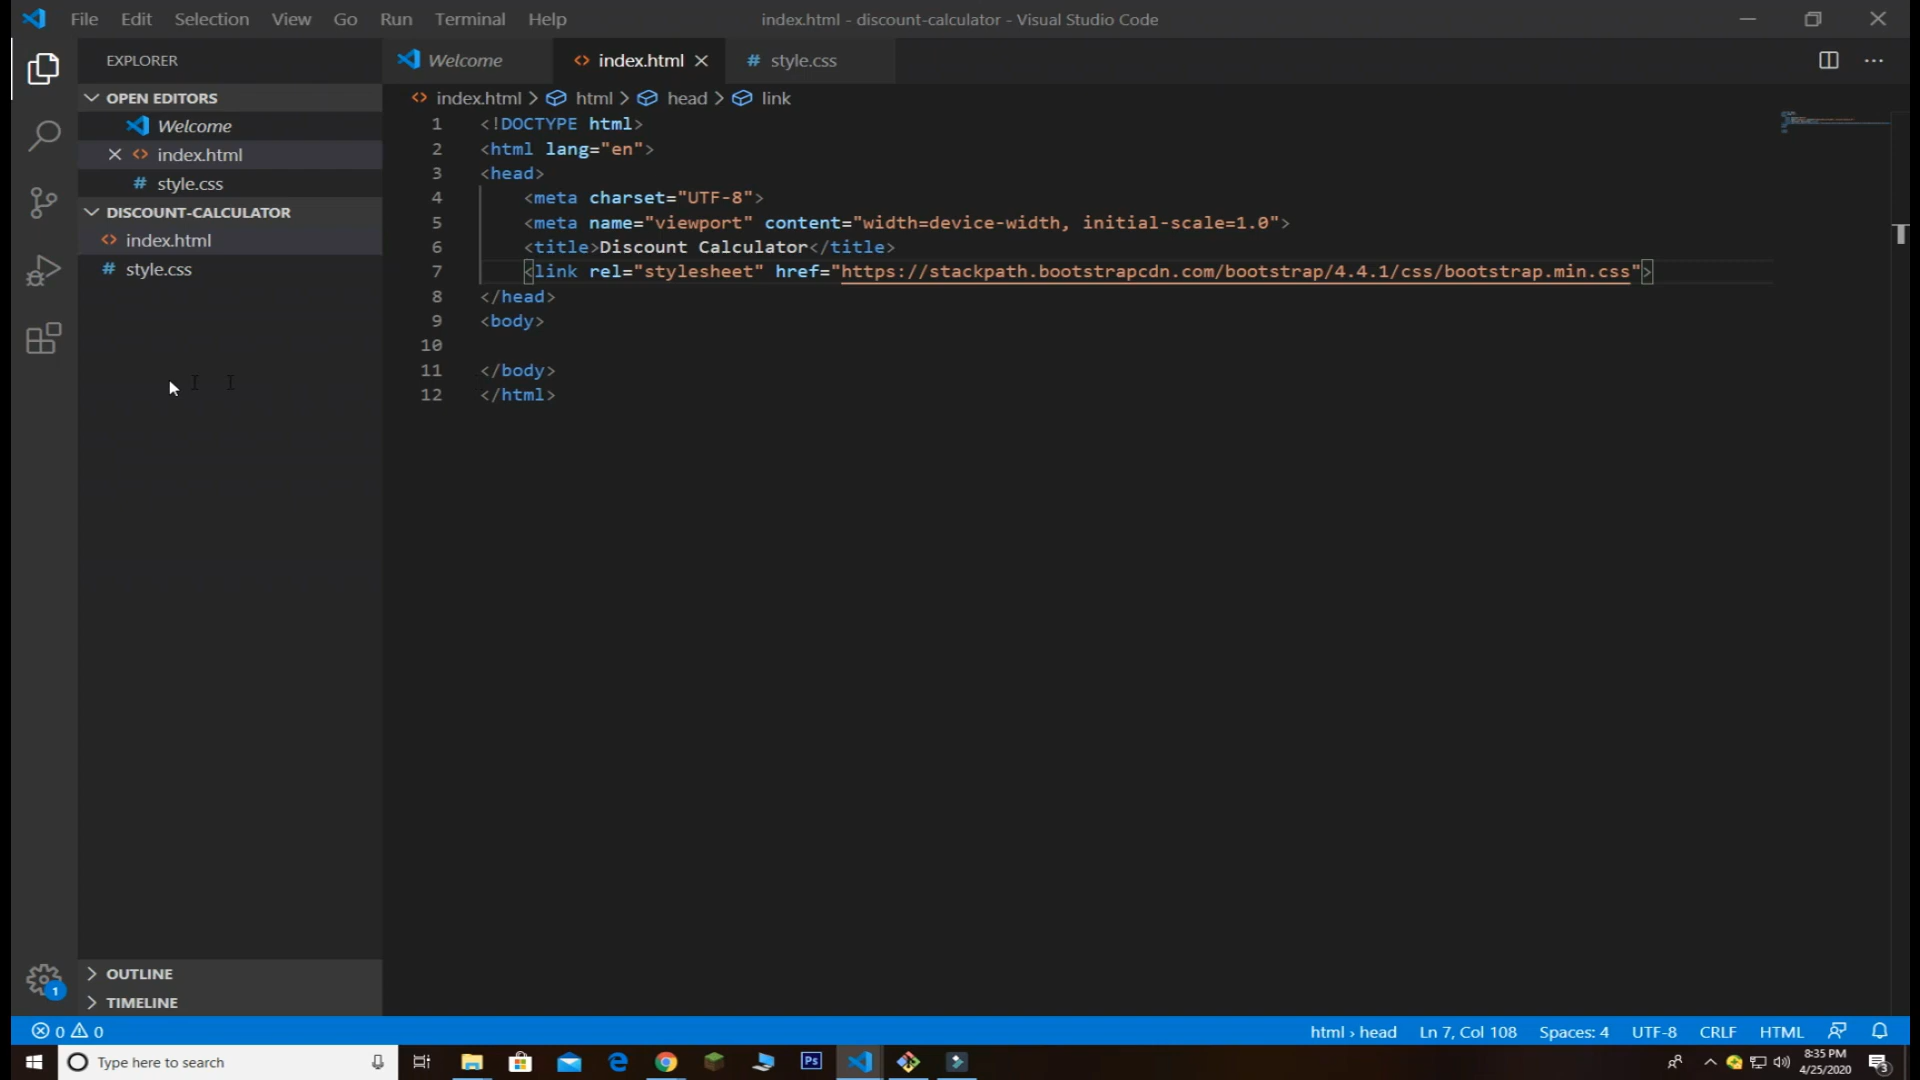 File Edit Selection View Go Run Terminal Help
index.html - discount-calculator - Visual Studio Code
EXPLORER
OPEN EDITORS
Welcome
index.html
style.css
DISCOUNT-CALCULATOR
index.html
style.css
OUTLINE
TIMELINE
Welcome
index.html
style.css
index.html > html > head > link
1 <!DOCTYPE html>
2 <html lang="en">
3 <head>
4 <meta charset="UTF-8">
5 <meta name="viewport" content="width=device-width, initial-scale=1.0">
6 <title>Discount Calculator</title>
7 <link rel="stylesheet" href="https://stackpath.bootstrapcdn.com/bootstrap/4.4.1/css/bootstrap.min.css">
8 </head>
9 <body>
10
11 </body>
12 </html>
1
0 0
html › head Ln 7, Col 108 Spaces: 4 UTF-8 CRLF HTML
Type here to search
Ps
8:35 PM
4/25/2020
3